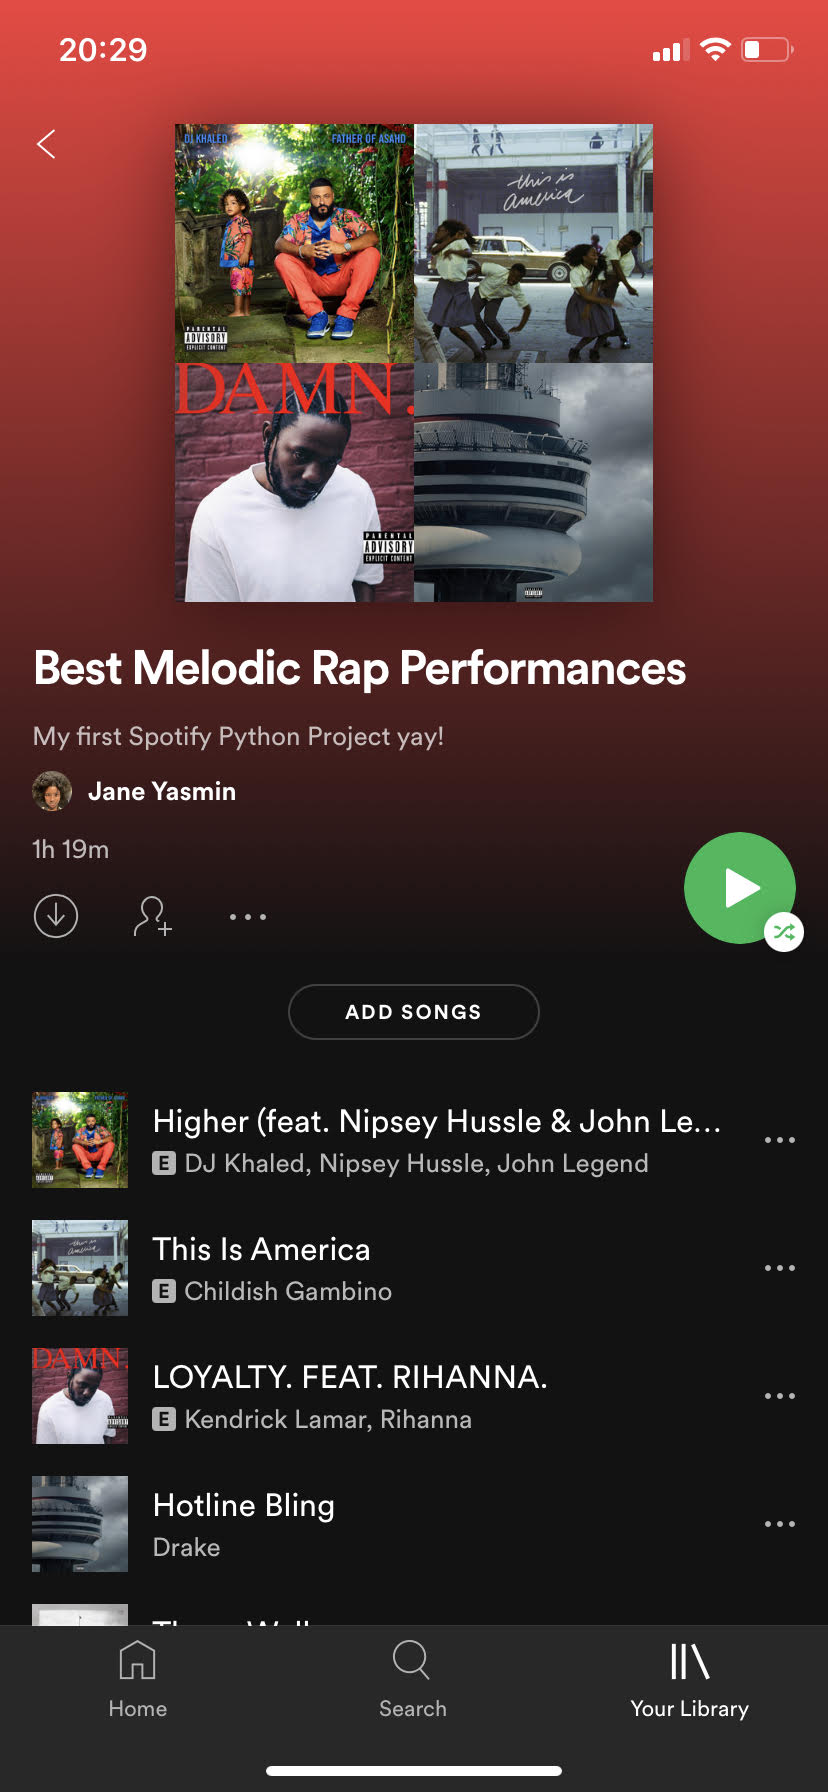 20:29
DJ KHALED FATHER OF ASAHD
this is
america
PARENTAL
ADVISORY
EXPLICIT CONTENT
DAMN.
PARENTAL
ADVISORY
EXPLICIT CONTENT
Best Melodic Rap Performances
My first Spotify Python Project yay!
Jane Yasmin
1h 19m
ADD SONGS
Higher (feat. Nipsey Hussle & John Le...
E DJ Khaled, Nipsey Hussle, John Legend
This Is America
E Childish Gambino
DAMN.
LOYALTY. FEAT. RIHANNA.
E Kendrick Lamar, Rihanna
Hotline Bling
Drake
Home Search Your Library